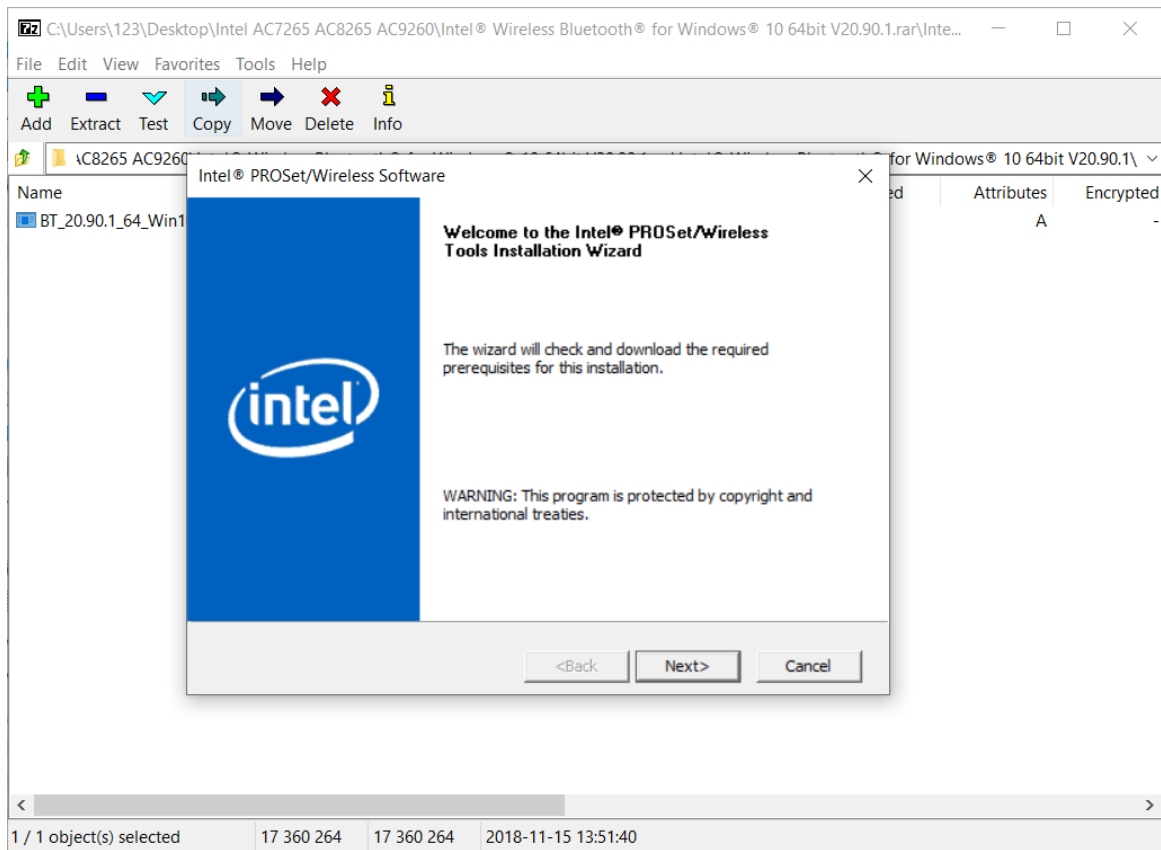 C:\Users\123\Desktop\Intel AC7265 AC8265 AC9260\Intel® Wireless Bluetooth® for Windows® 10 64bit V20.90.1.rar\Inte...
File Edit View Favorites Tools Help
Add Extract Test Copy Move Delete Info
AC8265 AC9260
for Windows® 10 64bit V20.90.1\
Name
Attributes Encrypted
BT_20.90.1_64_Win1
A -
Intel® PROSet/Wireless Software
Welcome to the Intel® PROSet/Wireless
Tools Installation Wizard
The wizard will check and download the required
prerequisites for this installation.
intel
WARNING: This program is protected by copyright and
international treaties.
<Back Next> Cancel
1 / 1 object(s) selected 17 360 264 17 360 264 2018-11-15 13:51:40